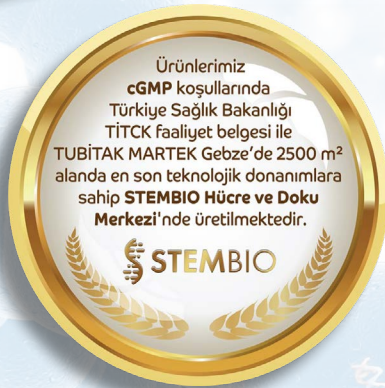 Ürünlerimiz
cGMP koşullarında
Türkiye Sağlık Bakanlığı
TİTCK faaliyet belgesi ile
TUBİTAK MARTEK Gebze'de 2500 m²
alanda en son teknolojik donanımlara
sahip STEMBIO Hücre ve Doku
Merkezi'nde üretilmektedir.
STEMBIO